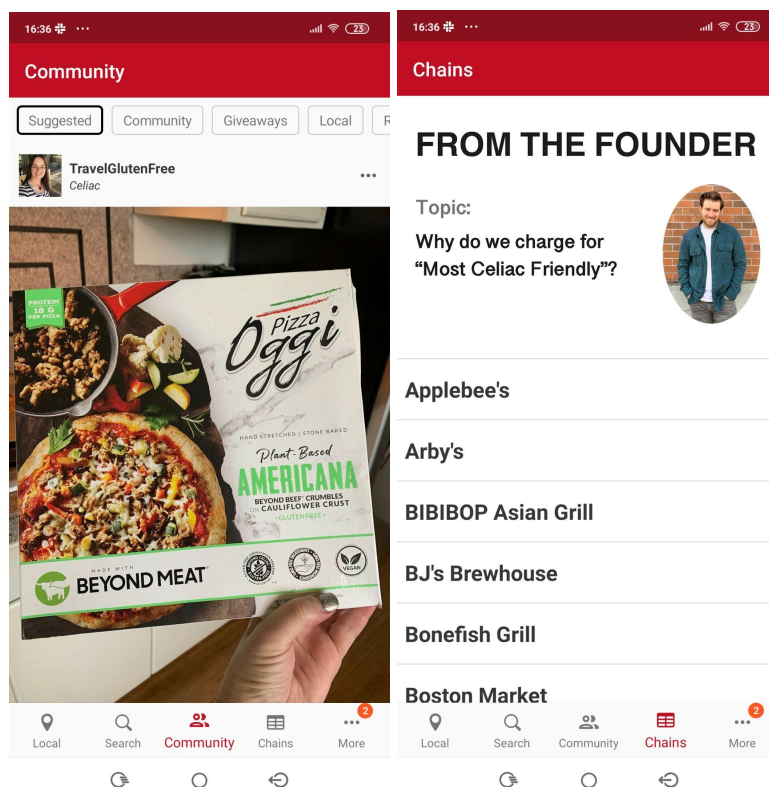 16:36
23
Community
Suggested
Community
Giveaways
Local
R
TravelGlutenFree
Celiac
PROTEIN
18 G
PER PIZZA
Pizza
Oggi
HAND STRETCHED | STONE BAKED
Plant-Based
AMERICANA
BEYOND BEEF CRUMBLES
ON CAULIFLOWER CRUST
• GLUTEN FREE •
MADE WITH
BEYOND MEAT
VEGAN
Local
Search
Community
Chains
2
More
16:36
23
Chains
FROM THE FOUNDER
Topic:
Why do we charge for
“Most Celiac Friendly”?
Applebee's
Arby's
BIBIBOP Asian Grill
BJ's Brewhouse
Bonefish Grill
Boston Market
Local
Search
Community
Chains
2
More